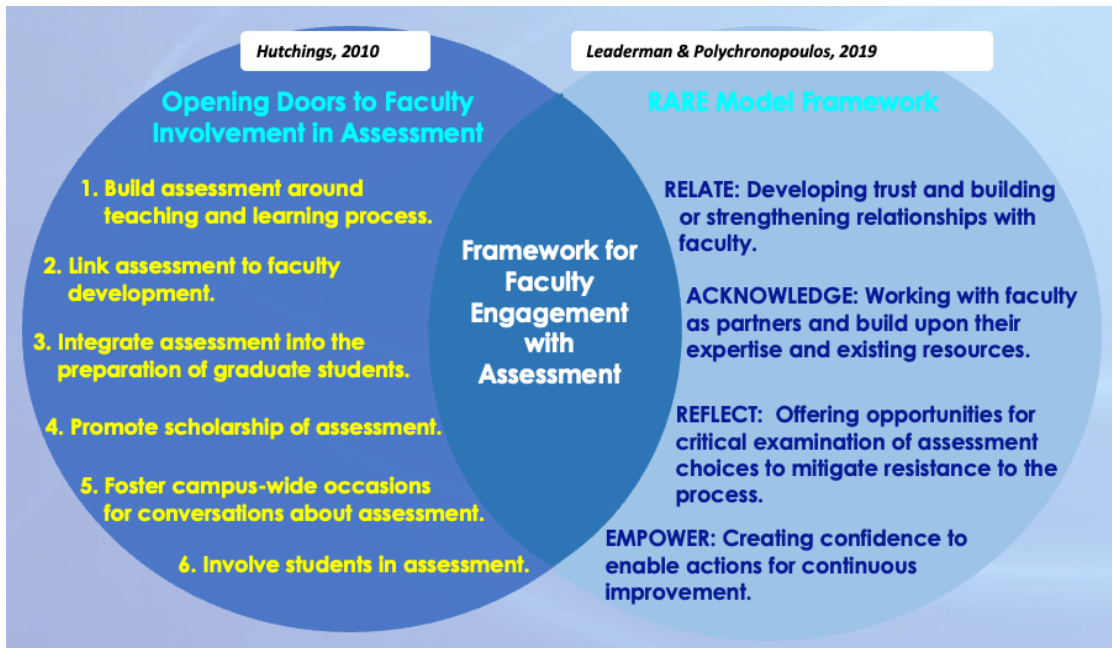 Hutchings, 2010
Opening Doors to Faculty
Involvement in Assessment
1. Build assessment around
teaching and learning process.
2. Link assessment to faculty
development.
3. Integrate assessment into the
preparation of graduate students.
4. Promote scholarship of assessment.
5. Foster campus-wide occasions
for conversations about assessment.
6. Involve students in assessment.
Framework for
Faculty
Engagement
with
Assessment
Leaderman & Polychronopoulos, 2019
RARE Model Framework
RELATE: Developing trust and building
or strengthening relationships with
faculty.
ACKNOWLEDGE: Working with faculty
as partners and build upon their
expertise and existing resources.
REFLECT: Offering opportunities for
critical examination of assessment
choices to mitigate resistance to the
process.
EMPOWER: Creating confidence to
enable actions for continuous
improvement.